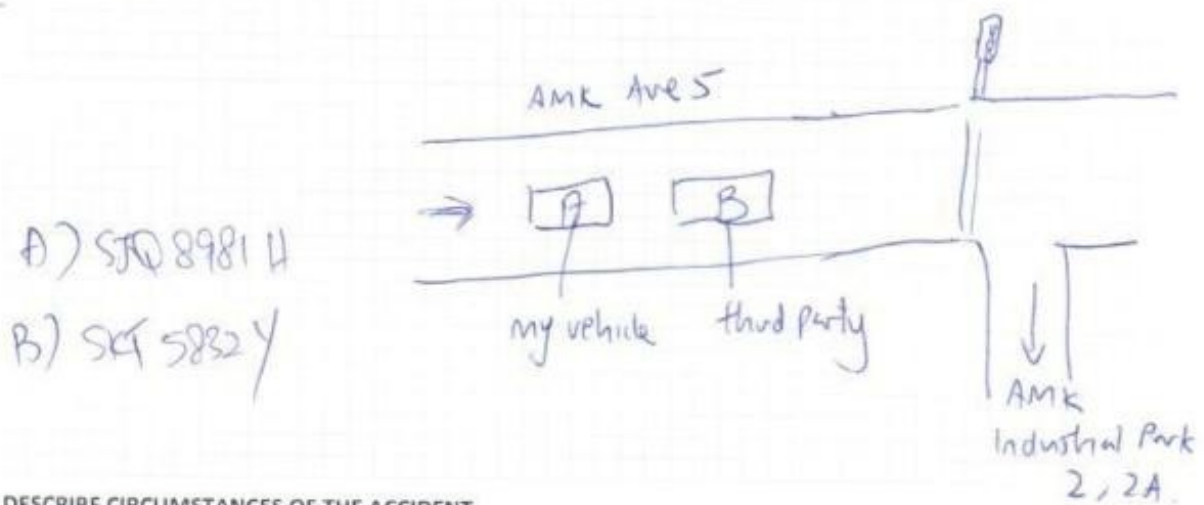 AMK Ave 5
A
B
A) SJQ 8981 H
B) SKT 5832 Y
my vehicle
third party
AMK
Industrial Park
2, 2A.
DESCRIBE CIRCUMSTANCES OF THE ACCIDENT